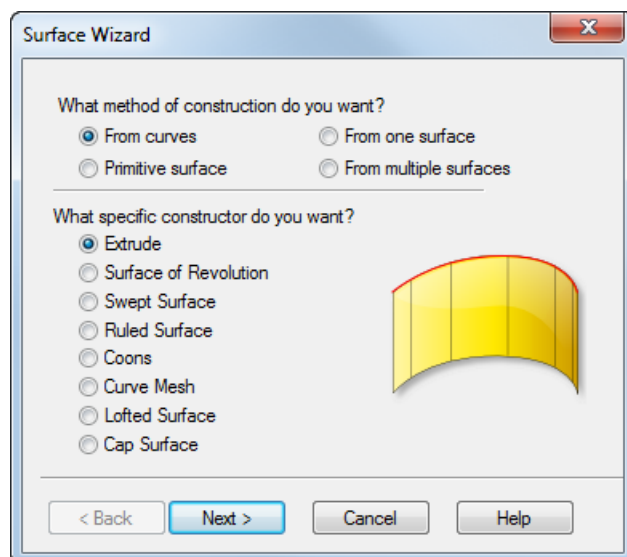 Surface Wizard
What method of construction do you want?
From curves From one surface
Primitive surface From multiple surfaces
What specific constructor do you want?
Extrude
Surface of Revolution
Swept Surface
Ruled Surface
Coons
Curve Mesh
Lofted Surface
Cap Surface
< Back Next > Cancel Help